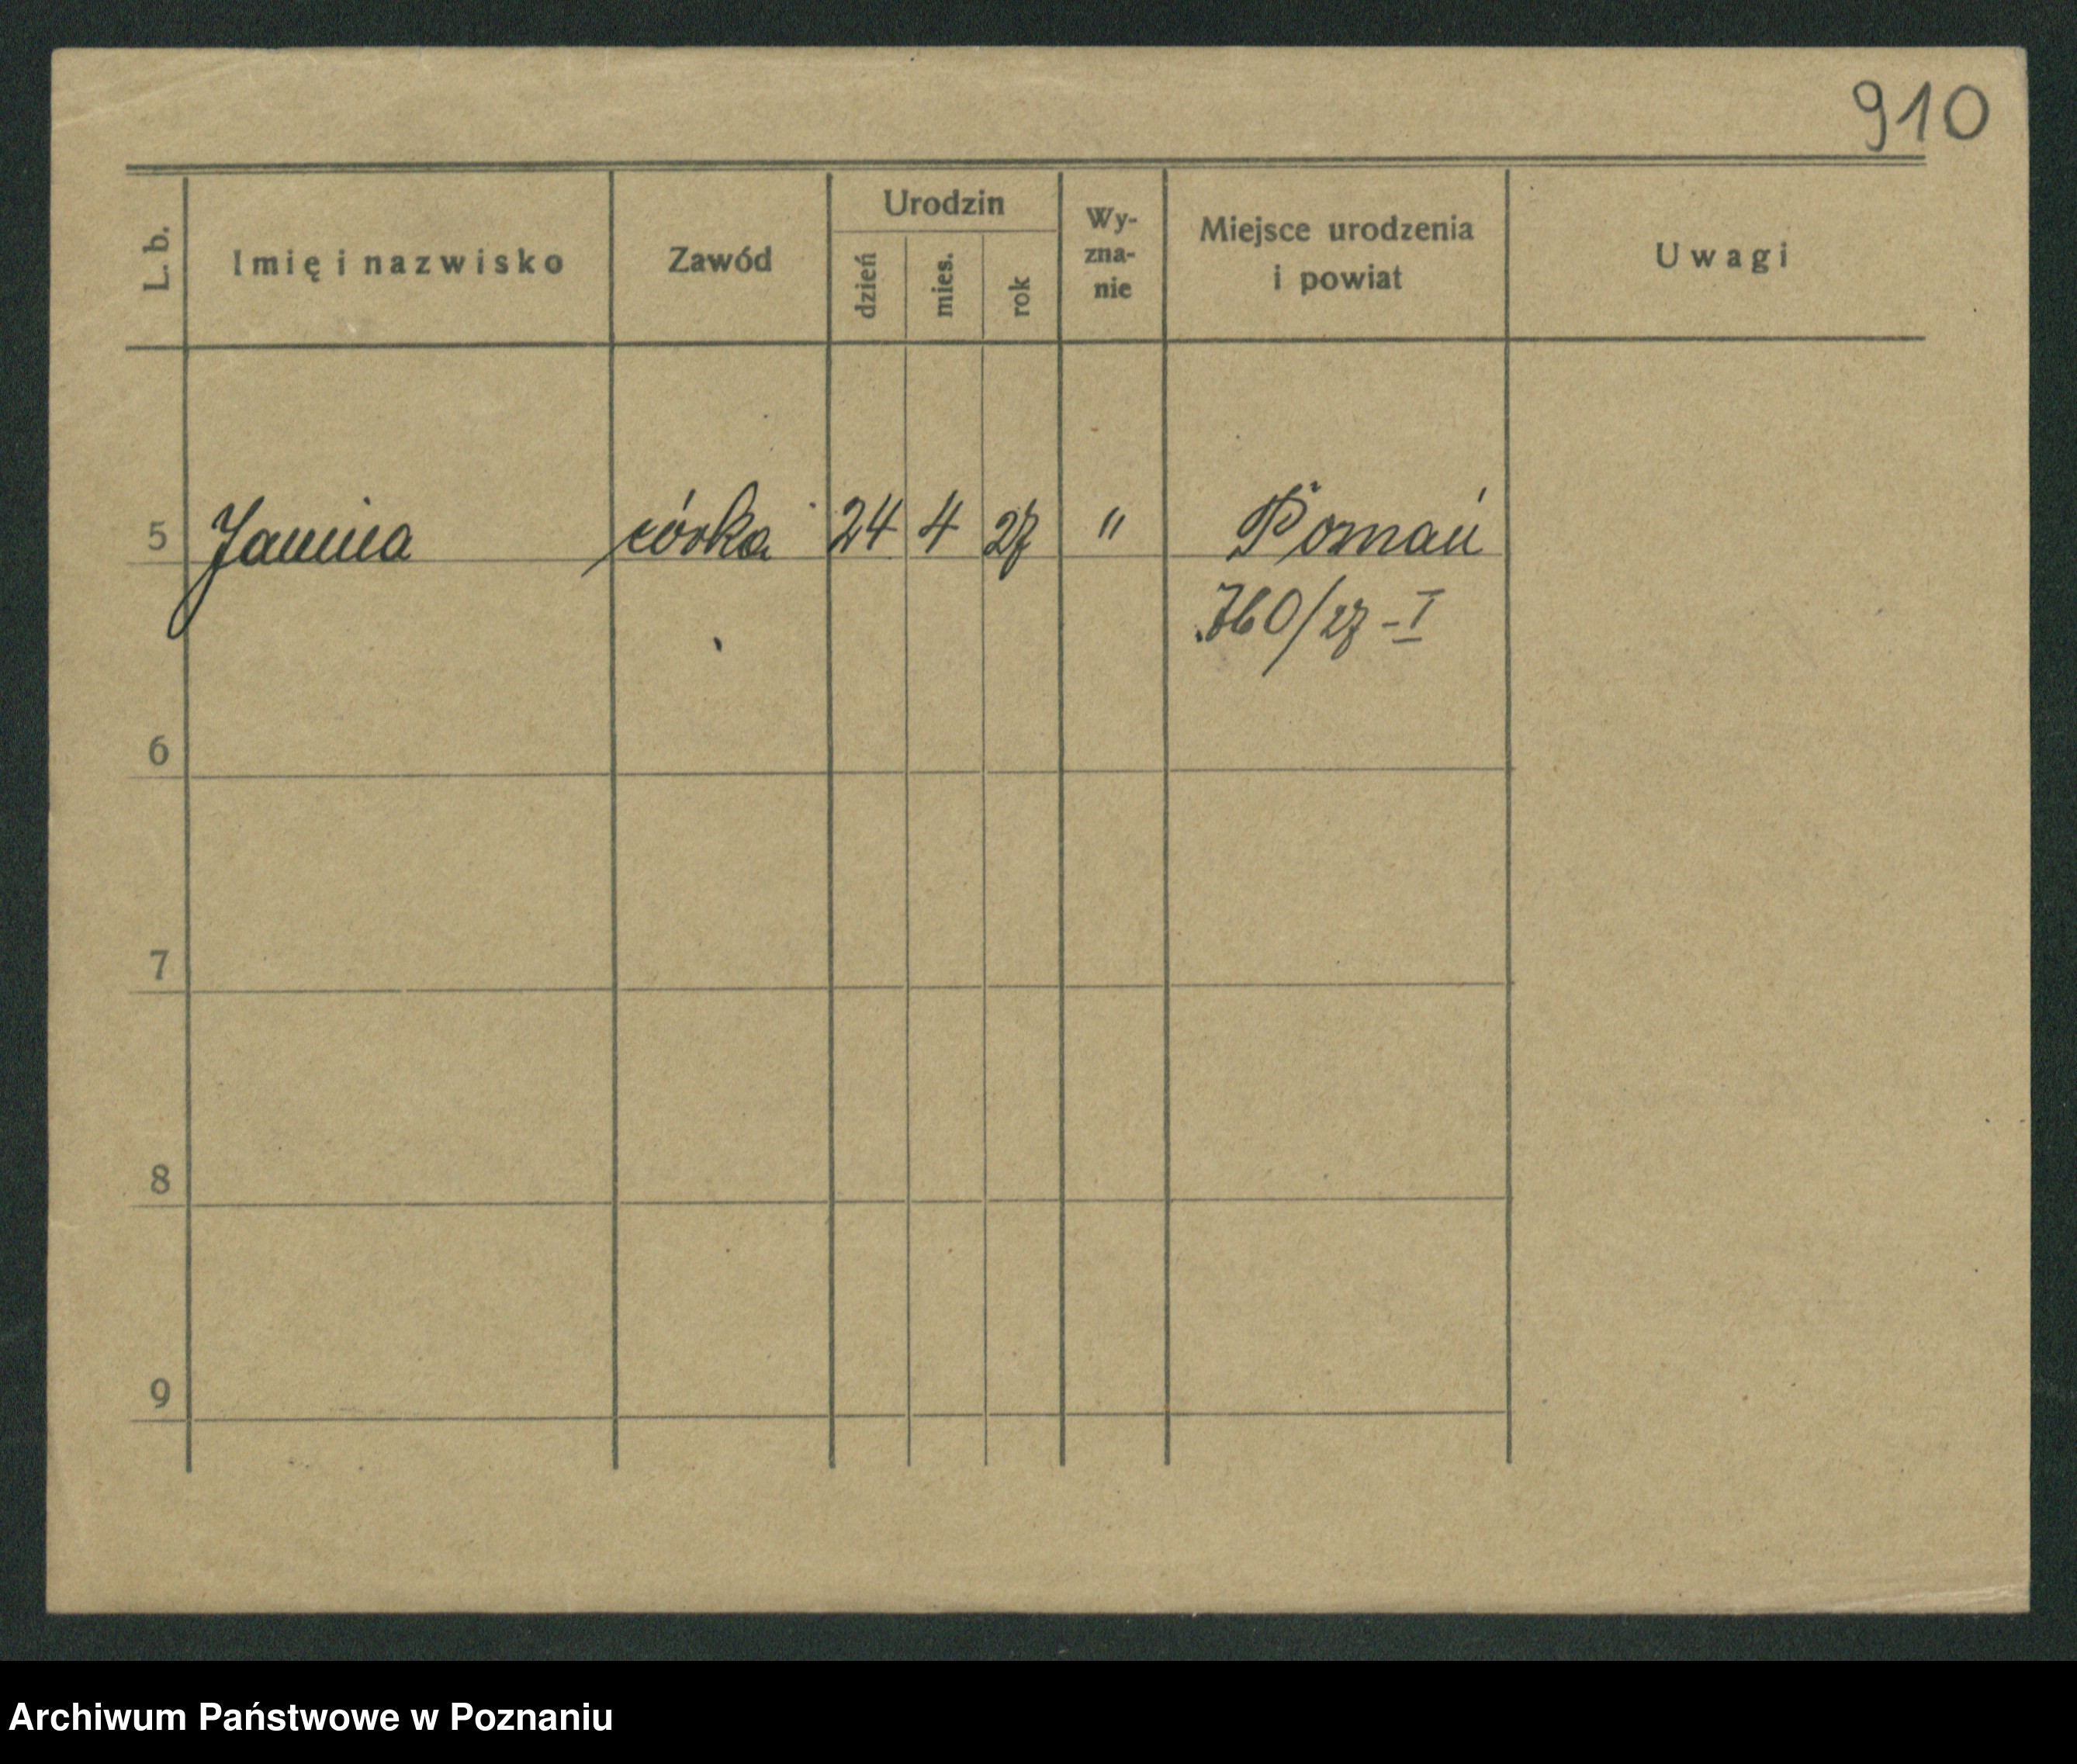 910
L. b.
Imię i nazwisko
Zawód
Urodzin
dzień
mies.
rok
Wy-
zna-
nie
Miejsce urodzenia
i powiat
Uwagi
5 Janina córka 24 4 27 " Poznań
760/27 - I
6
7
8
9
Archiwum Państwowe w Poznaniu